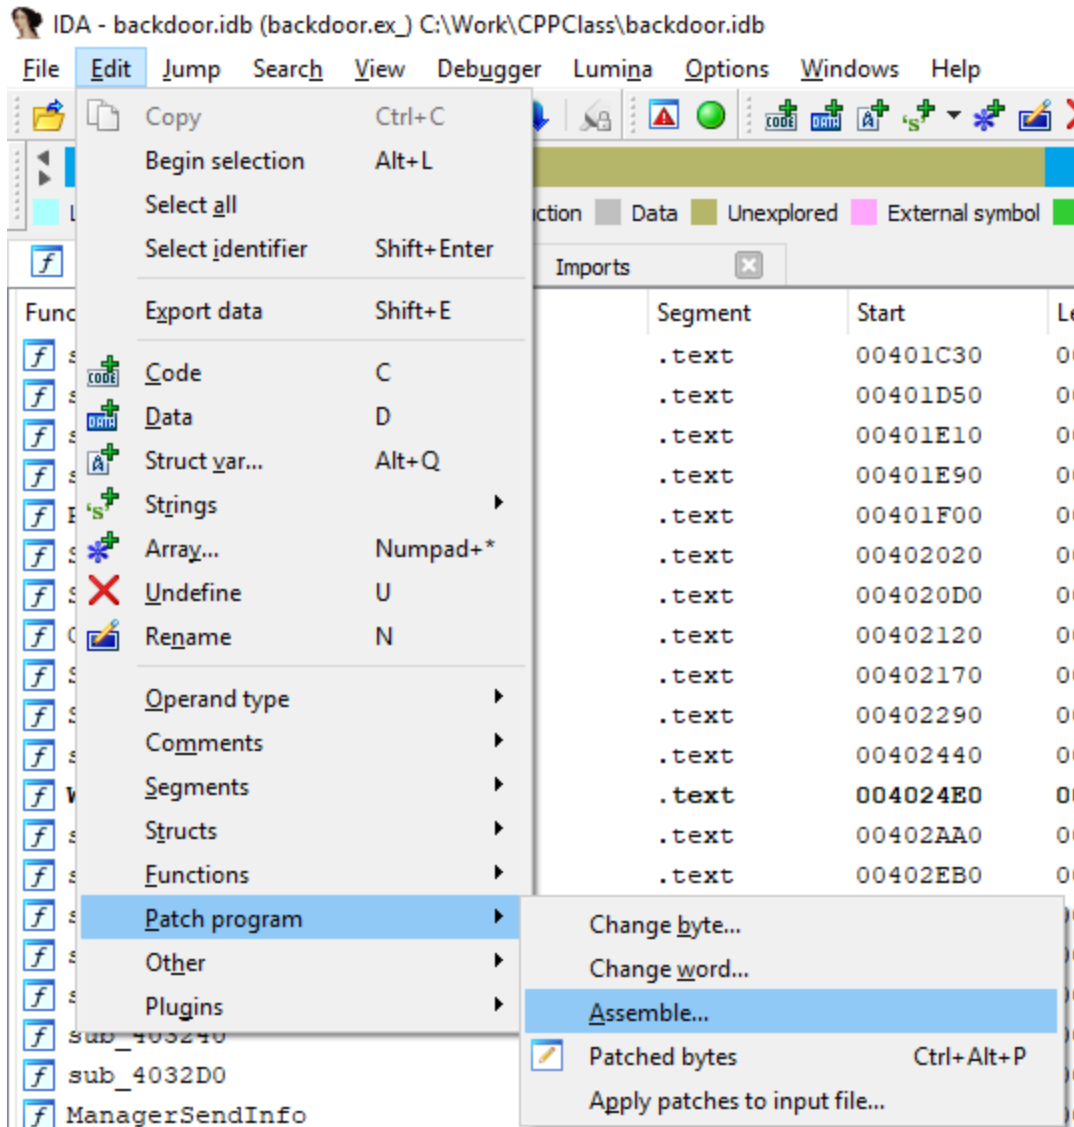 IDA - backdoor.idb (backdoor.ex_) C:\Work\CPPClass\backdoor.idb
File Edit Jump Search View Debugger Lumina Options Windows Help
Copy Ctrl+C
Begin selection Alt+L
Select all
Data Unexplored External symbol
Select identifier Shift+Enter
Imports
Export data Shift+E
Segment Start
.text 00401C30
Code C
.text 00401D50
Data D
.text 00401E10
Struct var... Alt+Q
.text 00401E90
Strings
.text 00401F00
Array... Numpad+*
.text 00402020
Undefine U
.text 004020D0
Rename N
.text 00402120
.text 00402170
Operand type
.text 00402290
Comments
.text 00402440
Segments
.text 004024E0
Structs
.text 00402AA0
Functions
.text 00402EB0
Patch program
Change byte...
Other
Change word...
Plugins
Assemble...
sub_403240
Patched bytes Ctrl+Alt+P
sub_4032D0
Apply patches to input file...
ManagerSendInfo